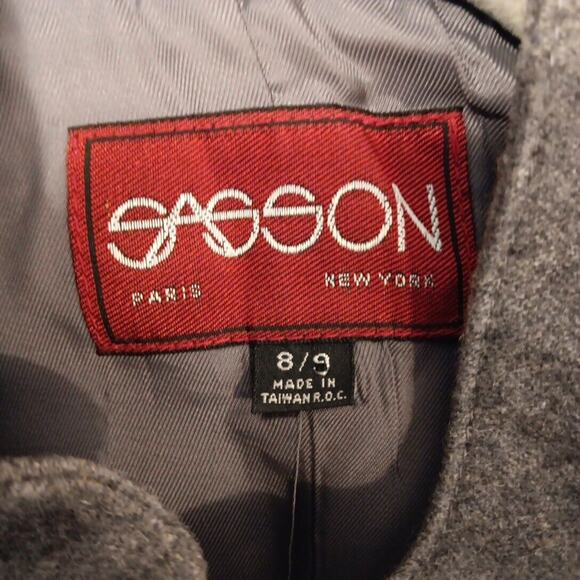 SASSON
PARIS NEW YORK
8/9
MADE IN
TAIWAN R.O.C.